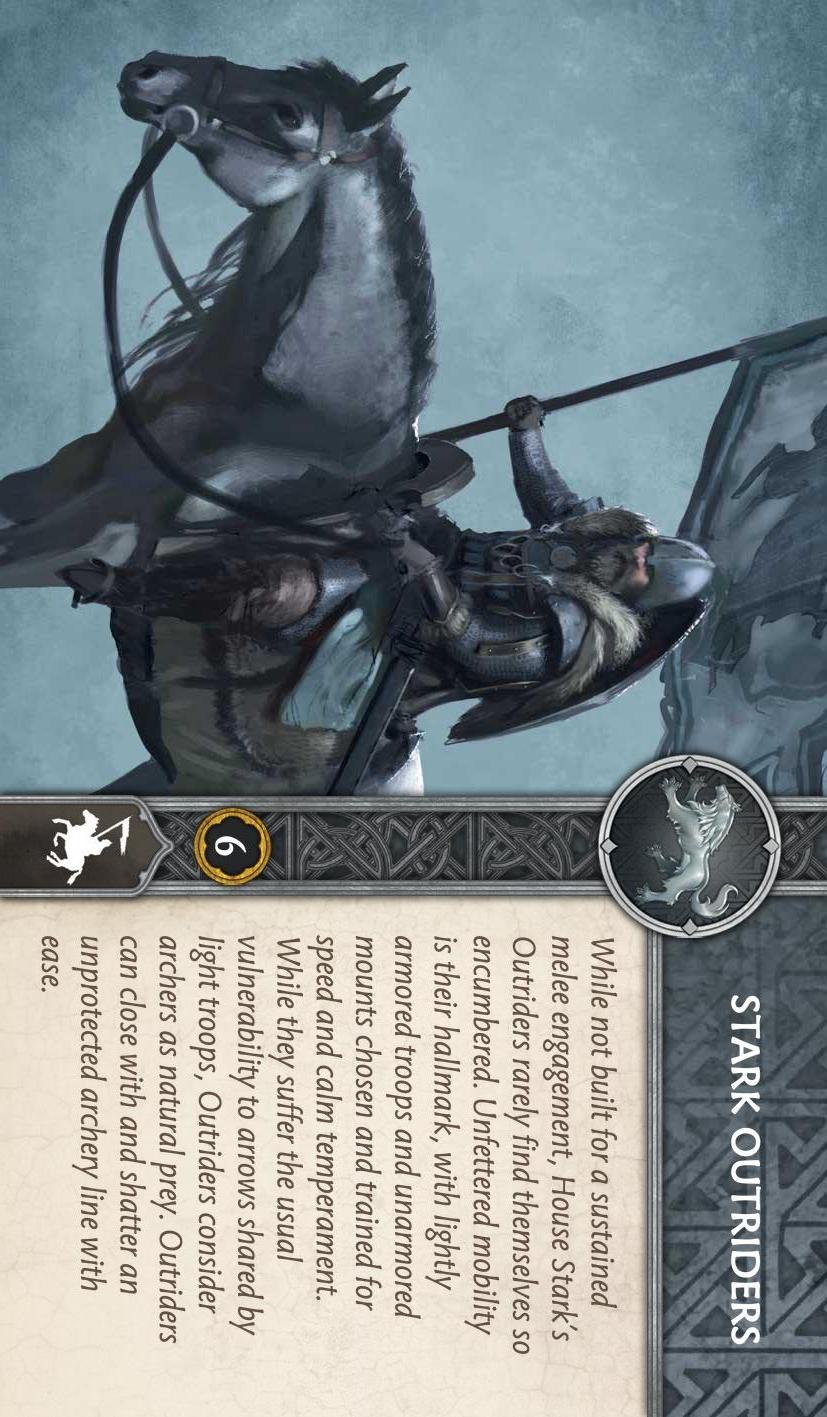 STARK OUTRIDERS
While not built for a sustained
melee engagement, House Stark's
Outriders rarely find themselves so
encumbered. Unfettered mobility
is their hallmark, with lightly
armored troops and unarmored
mounts chosen and trained for
speed and calm temperament.
While they suffer the usual
vulnerability to arrows shared by
light troops, Outriders consider
archers as natural prey. Outriders
can close with and shatter an
unprotected archery line with
ease.
6